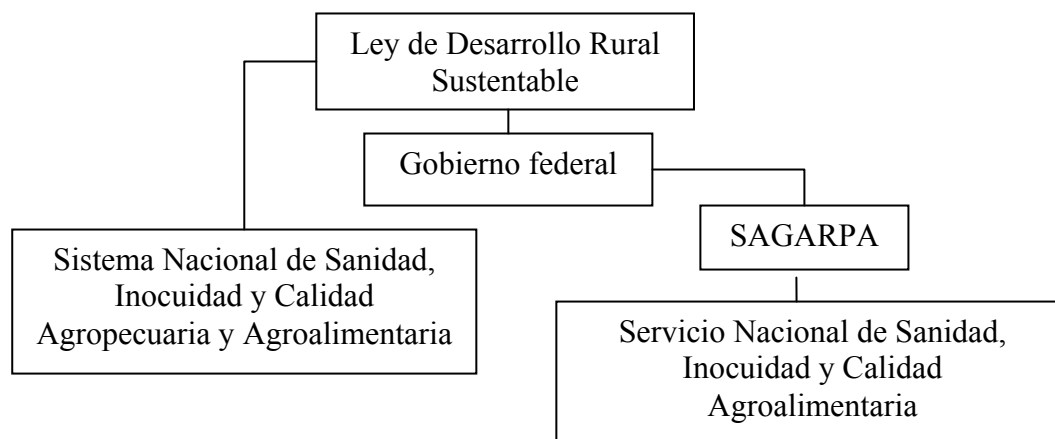 Ley de Desarrollo Rural
Sustentable
Gobierno federal
SAGARPA
Sistema Nacional de Sanidad,
Inocuidad y Calidad
Agropecuaria y Agroalimentaria
Servicio Nacional de Sanidad,
Inocuidad y Calidad
Agroalimentaria